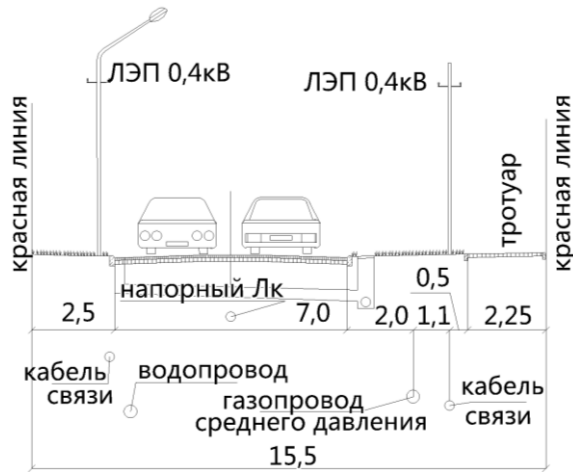 ЛЭП 0,4кВ
ЛЭП 0,4кВ
красная линия
тротуар
красная линия
напорный Лк
0,5
2,5
7,0
2,0
1,1
2,25
кабель
связи
водопровод
газопровод
среднего давления
кабель
связи
15,5